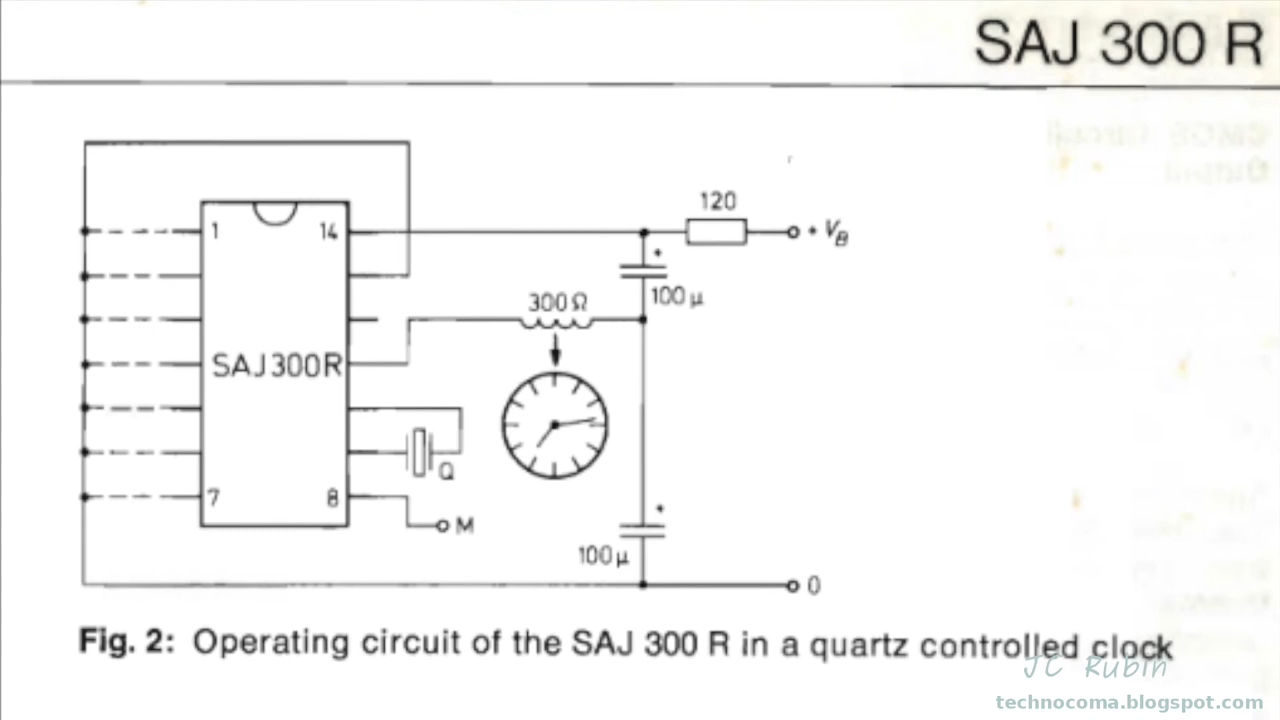 SAJ 300 R
120
1
14
+ VB
100 µ
300 Ω
SAJ300R
Q
7
8
M
100 µ
0
Fig. 2: Operating circuit of the SAJ 300 R in a quartz controlled clock
JC Rubin
technocoma.blogspot.com